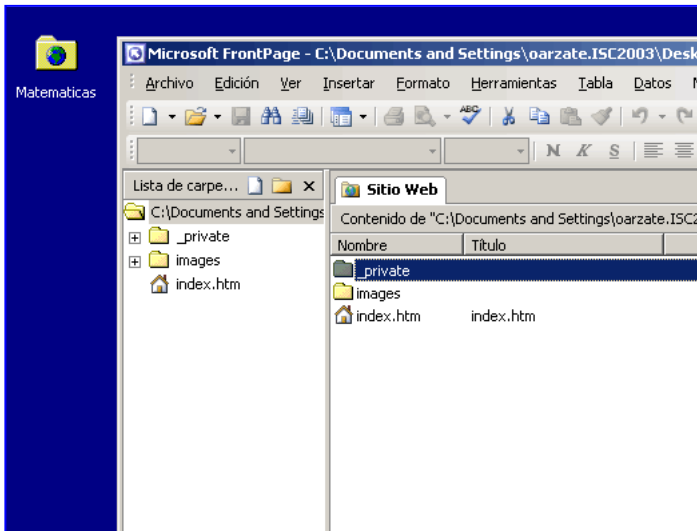 Matematicas
Microsoft FrontPage - C:\Documents and Settings\oarzate.ISC2003\Desk
Archivo Edición Ver Insertar Formato Herramientas Tabla Datos
ABC
N K S
Lista de carpe...
Sitio Web
C:\Documents and Settings
Contenido de "C:\Documents and Settings\oarzate.ISC2
Nombre Título
_private
images
index.htm
_private
images
index.htm index.htm